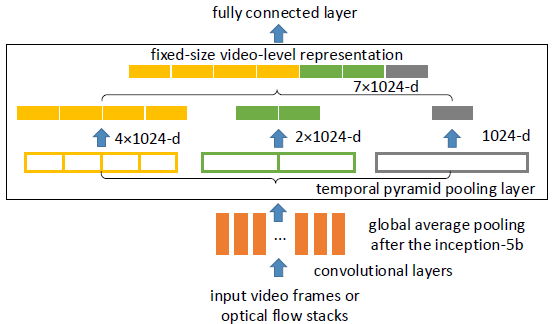 fully connected layer
fixed-size video-level representation
7×1024-d
4×1024-d
2×1024-d
1024-d
temporal pyramid pooling layer
...
global average pooling
after the inception-5b
convolutional layers
input video frames or
optical flow stacks